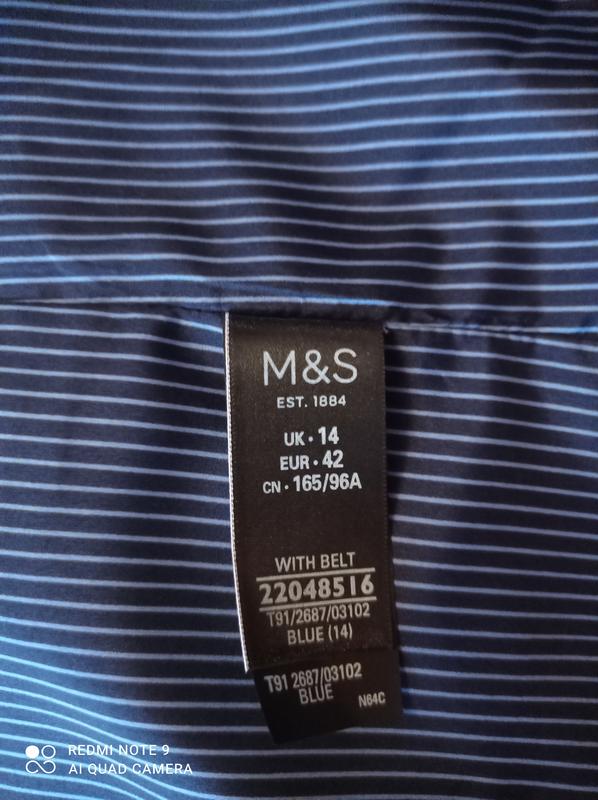 M&S
EST. 1884
UK • 14
EUR • 42
CN • 165/96A
WITH BELT
22048516
T91/2687/03102
BLUE (14)
T91 2687/03102
BLUE
N64C
REDMI NOTE 9
AI QUAD CAMERA